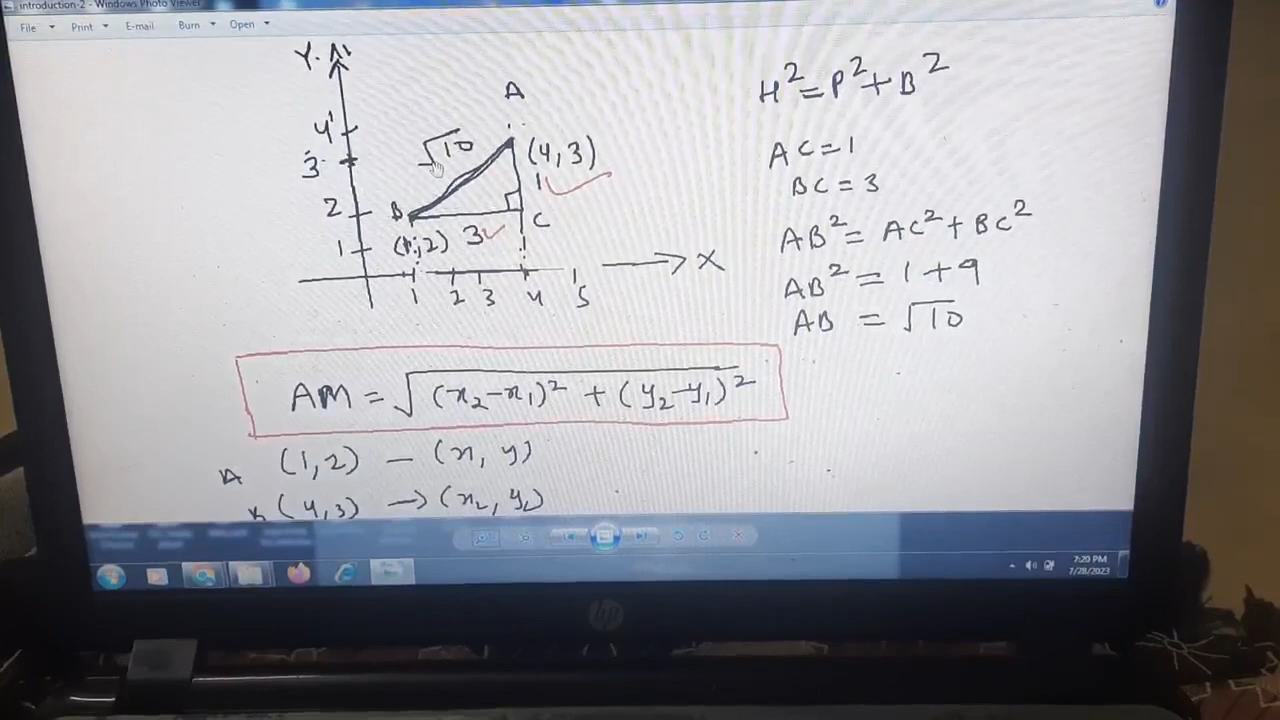 introduction-2 - Windows Photo Viewer
File Print E-mail Burn Open
Y
A
4
√10
3
(4,3)
1
2
B
C
(1,2)
3
1
X
1 2 3 4 5
H² = P² + B²
AC = 1
BC = 3
AB² = AC² + BC²
AB² = 1 + 9
AB = √10
AM = √(x₂-x₁)² + (y₂-y₁)²
A (1,2) — (x, y)
(4,3) → (x₂, y₂)
7:20 PM
7/28/2023
hp